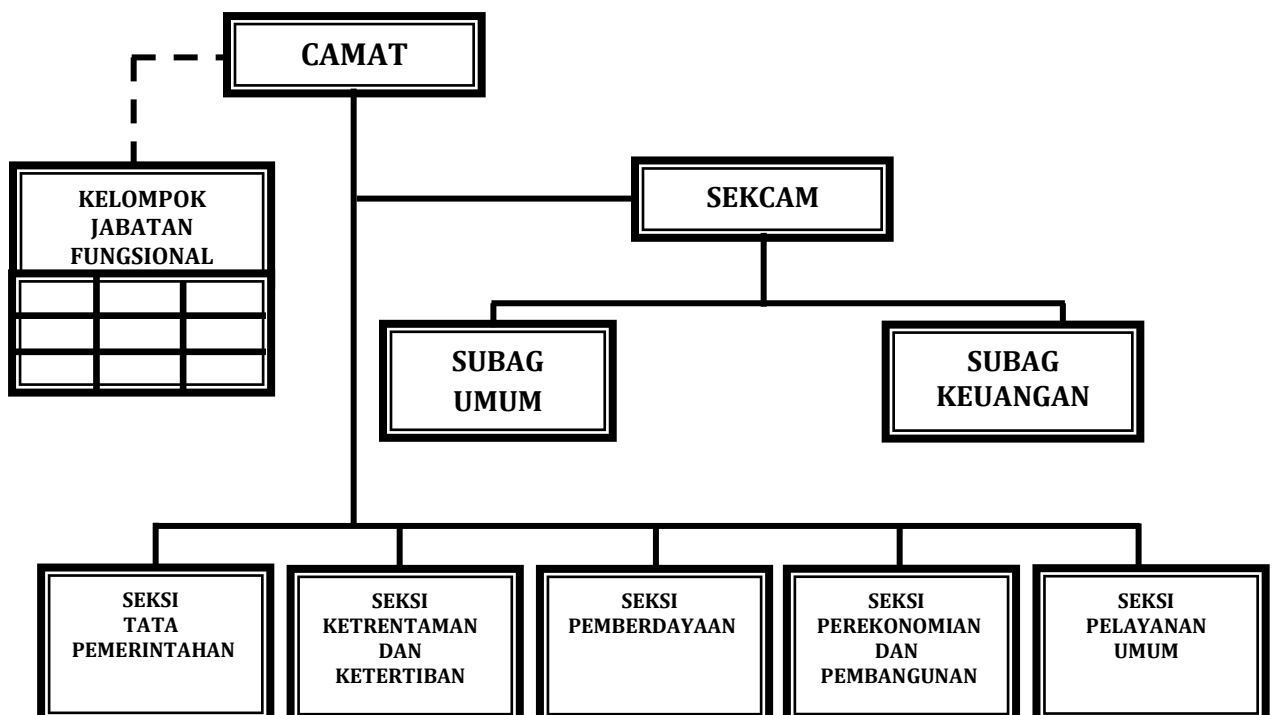 CAMAT
KELOMPOK
JABATAN
FUNGSIONAL
SEKCAM
SUBAG
UMUM
SUBAG
KEUANGAN
SEKSI
TATA
PEMERINTAHAN
SEKSI
KETRENTAMAN
DAN
KETERTIBAN
SEKSI
PEMBERDAYAAN
SEKSI
PEREKONOMIAN
DAN
PEMBANGUNAN
SEKSI
PELAYANAN
UMUM